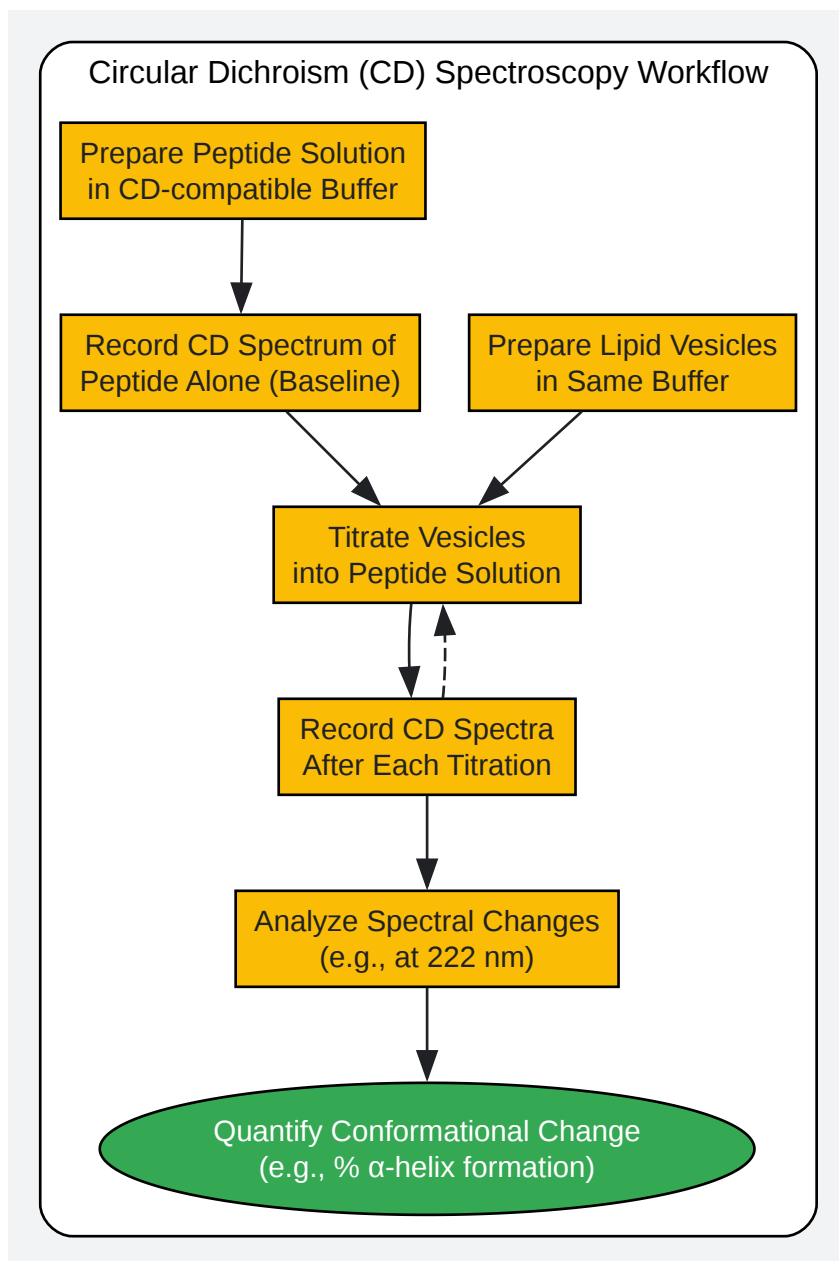 Circular Dichroism (CD) Spectroscopy Workflow
Prepare Peptide Solution
in CD-compatible Buffer
Record CD Spectrum of
Peptide Alone (Baseline)
Prepare Lipid Vesicles
in Same Buffer
Titrate Vesicles
into Peptide Solution
Record CD Spectra
After Each Titration
Analyze Spectral Changes
(e.g., at 222 nm)
Quantify Conformational Change
(e.g., % α-helix formation)